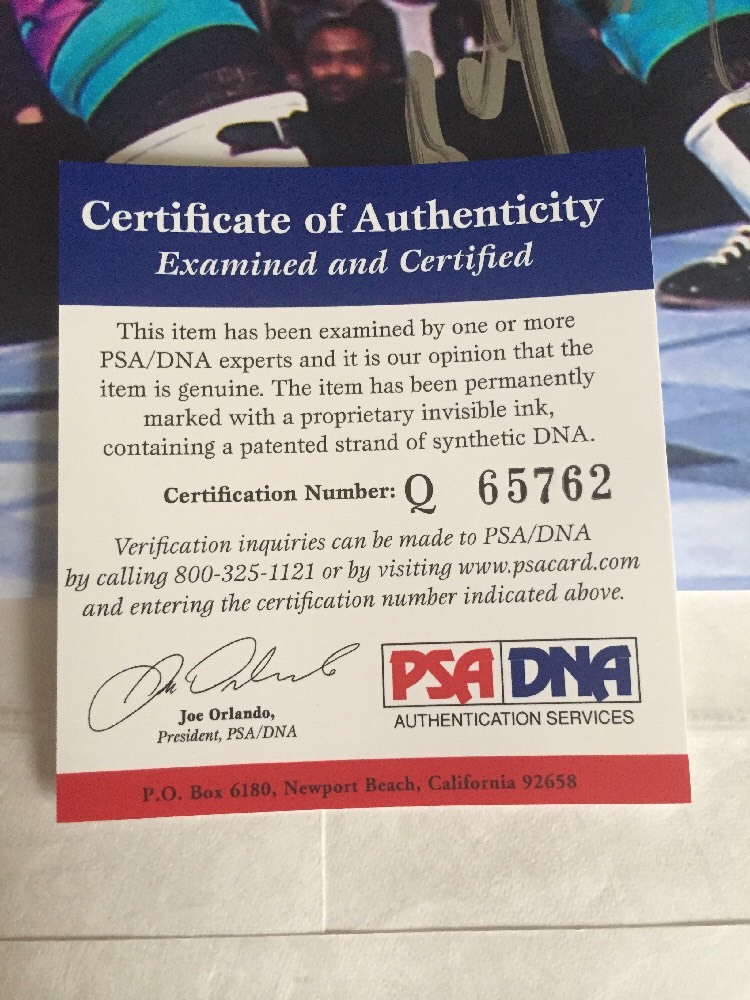 Certificate of Authenticity
Examined and Certified
This item has been examined by one or more
PSA/DNA experts and it is our opinion that the
item is genuine. The item has been permanently
marked with a proprietary invisible ink,
containing a patented strand of synthetic DNA.
Certification Number: Q 65762
Verification inquiries can be made to PSA/DNA
by calling 800-325-1121 or by visiting www.psacard.com
and entering the certification number indicated above.
Joe Orlando,
President, PSA/DNA
PSA DNA
AUTHENTICATION SERVICES
P.O. Box 6180, Newport Beach, California 92658